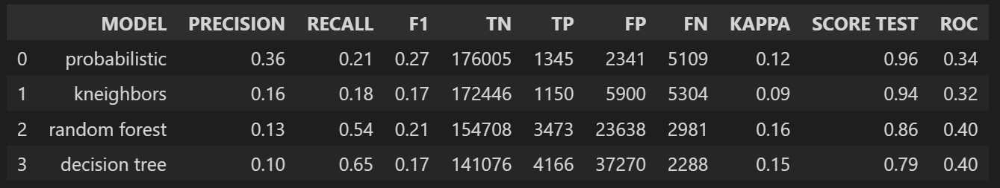 MODEL PRECISION RECALL F1 TN TP FP FN KAPPA SCORE TEST ROC
0 probabilistic 0.36 0.21 0.27 176005 1345 2341 5109 0.12 0.96 0.34
1 kneighbors 0.16 0.18 0.17 172446 1150 5900 5304 0.09 0.94 0.32
2 random forest 0.13 0.54 0.21 154708 3473 23638 2981 0.16 0.86 0.40
3 decision tree 0.10 0.65 0.17 141076 4166 37270 2288 0.15 0.79 0.40